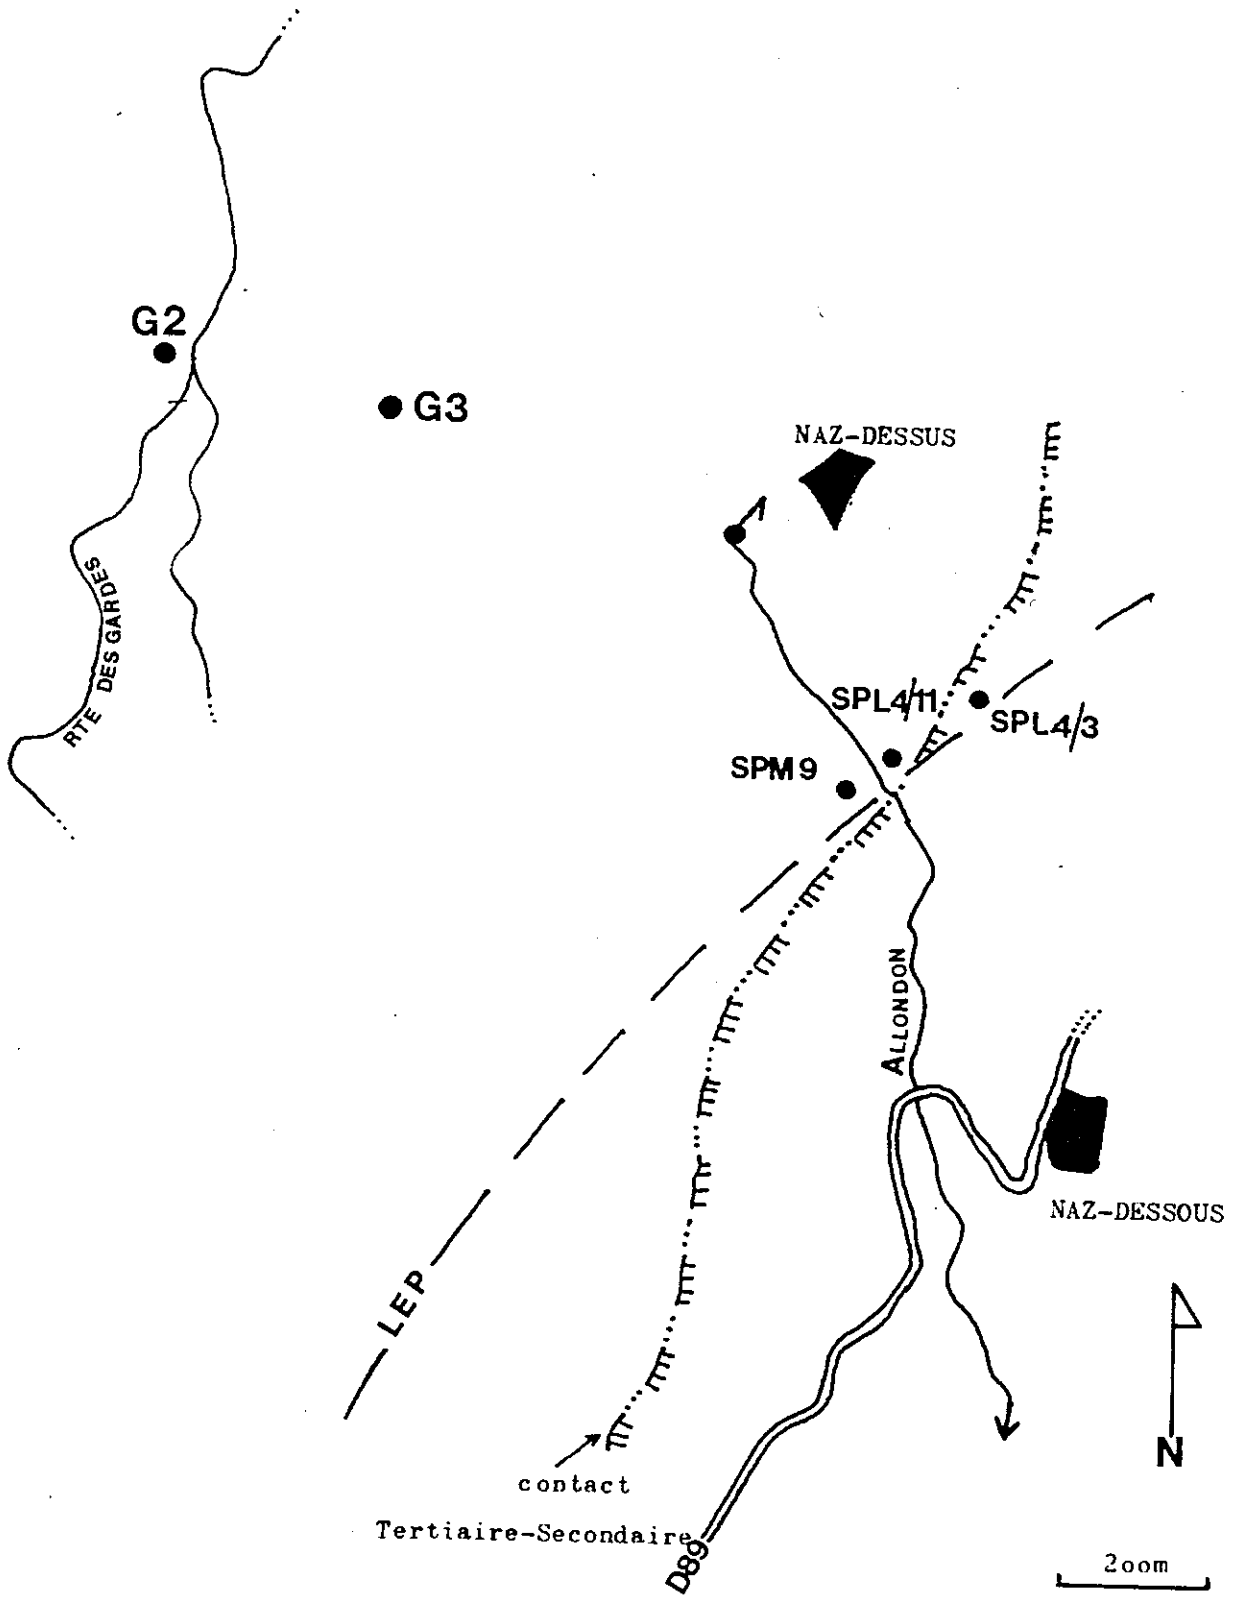 G2
G3
NAZ-DESSUS
RTE DES GARDES
SPL4/11
SPL4/3
SPM9
ALLONDON
NAZ-DESSOUS
LEP
N
contact
Tertiaire-Secondaire
D89
2oom